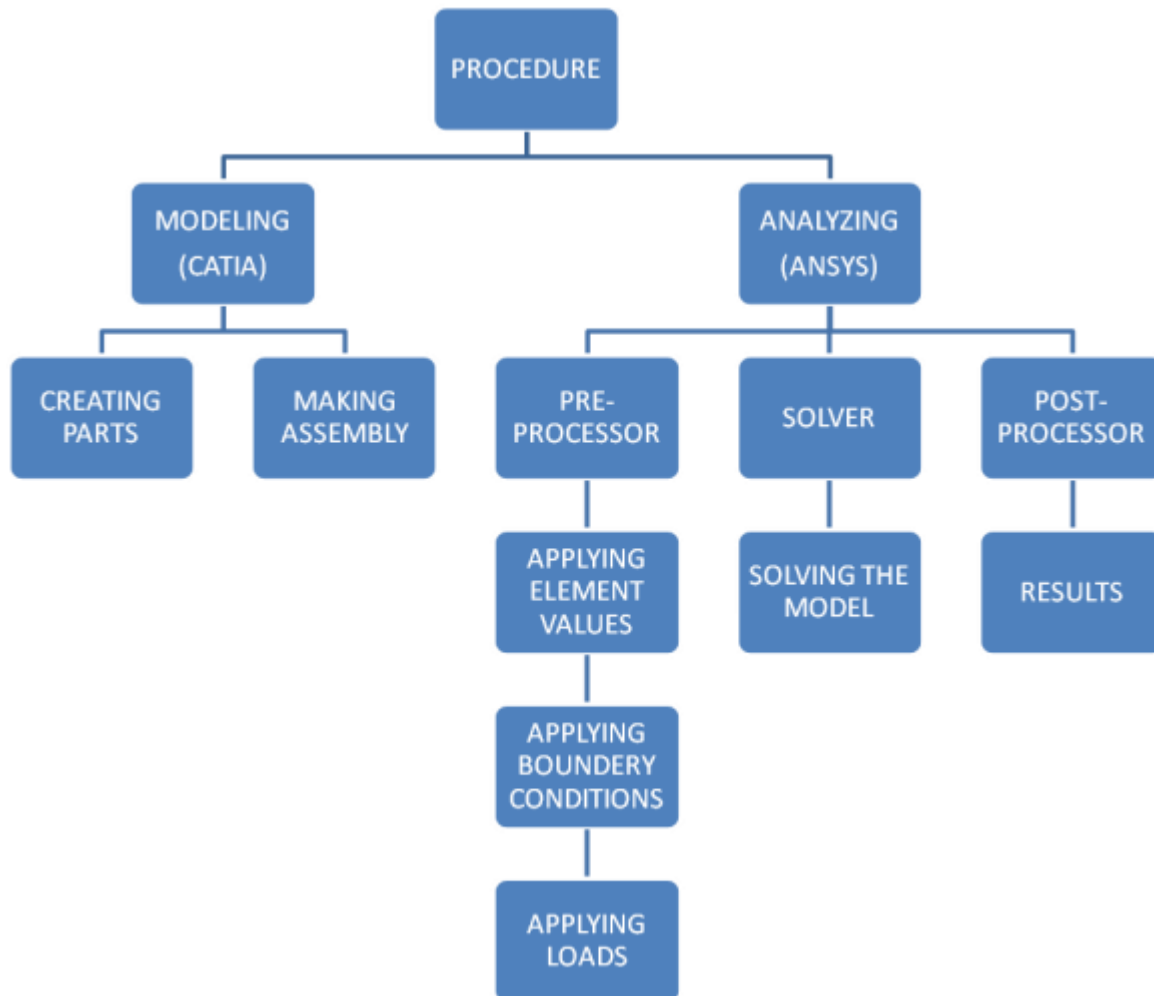 PROCEDURE
MODELING
(CATIA)
ANALYZING
(ANSYS)
CREATING
PARTS
MAKING
ASSEMBLY
PRE-
PROCESSOR
SOLVER
POST-
PROCESSOR
APPLYING
ELEMENT
VALUES
SOLVING THE
MODEL
RESULTS
APPLYING
BOUNDERY
CONDITIONS
APPLYING
LOADS